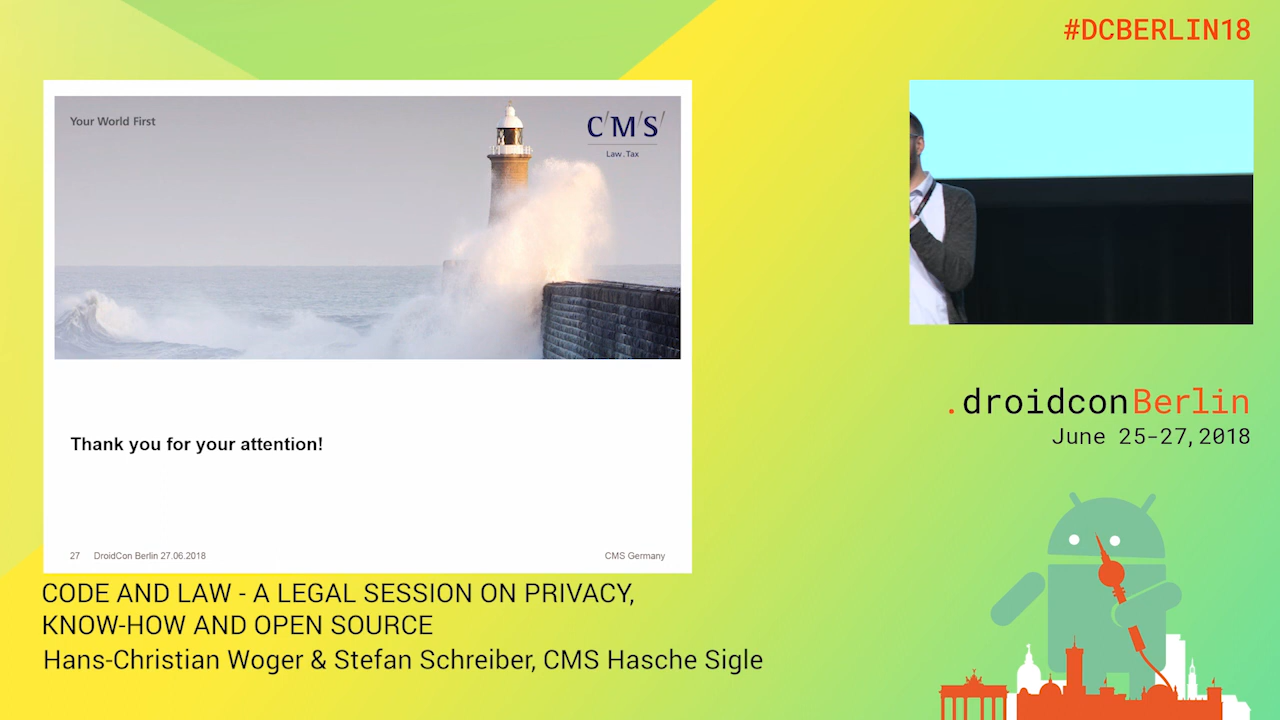 #DCBERLIN18
Your World First
C/M/S/
Law.Tax
Thank you for your attention!
27 DroidCon Berlin 27.06.2018
CMS Germany
.droidconBerlin
June 25-27, 2018
CODE AND LAW - A LEGAL SESSION ON PRIVACY,
KNOW-HOW AND OPEN SOURCE
Hans-Christian Woger & Stefan Schreiber, CMS Hasche Sigle